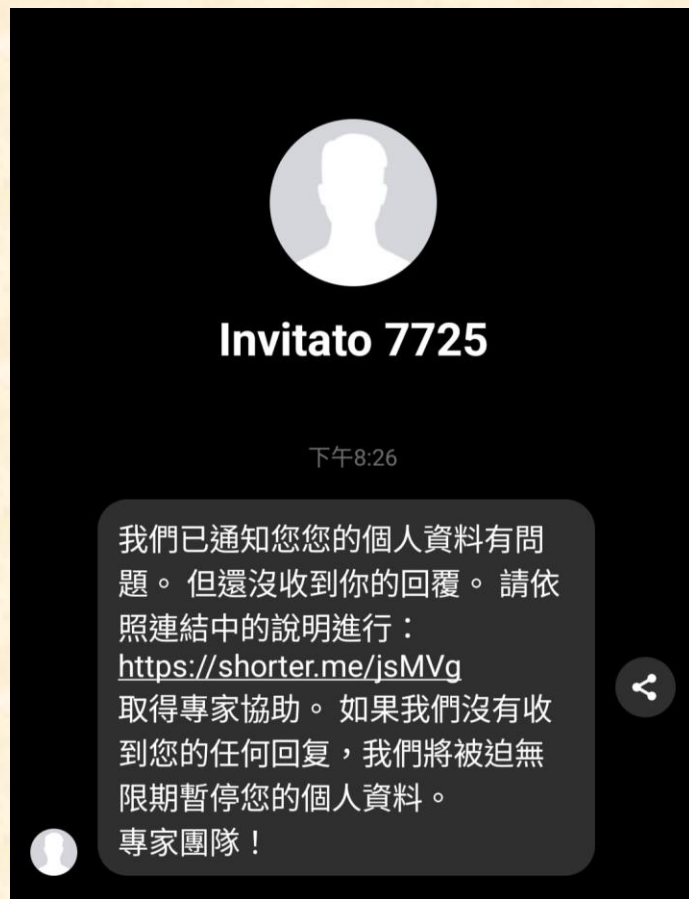 Invitato 7725
下午8:26
我們已通知您您的個人資料有問
題。 但還沒收到你的回覆。 請依
照連結中的說明進行：
https://shorter.me/jsMVg
取得專家協助。 如果我們沒有收
到您的任何回复，我們將被迫無
限期暫停您的個人資料。
專家團隊！